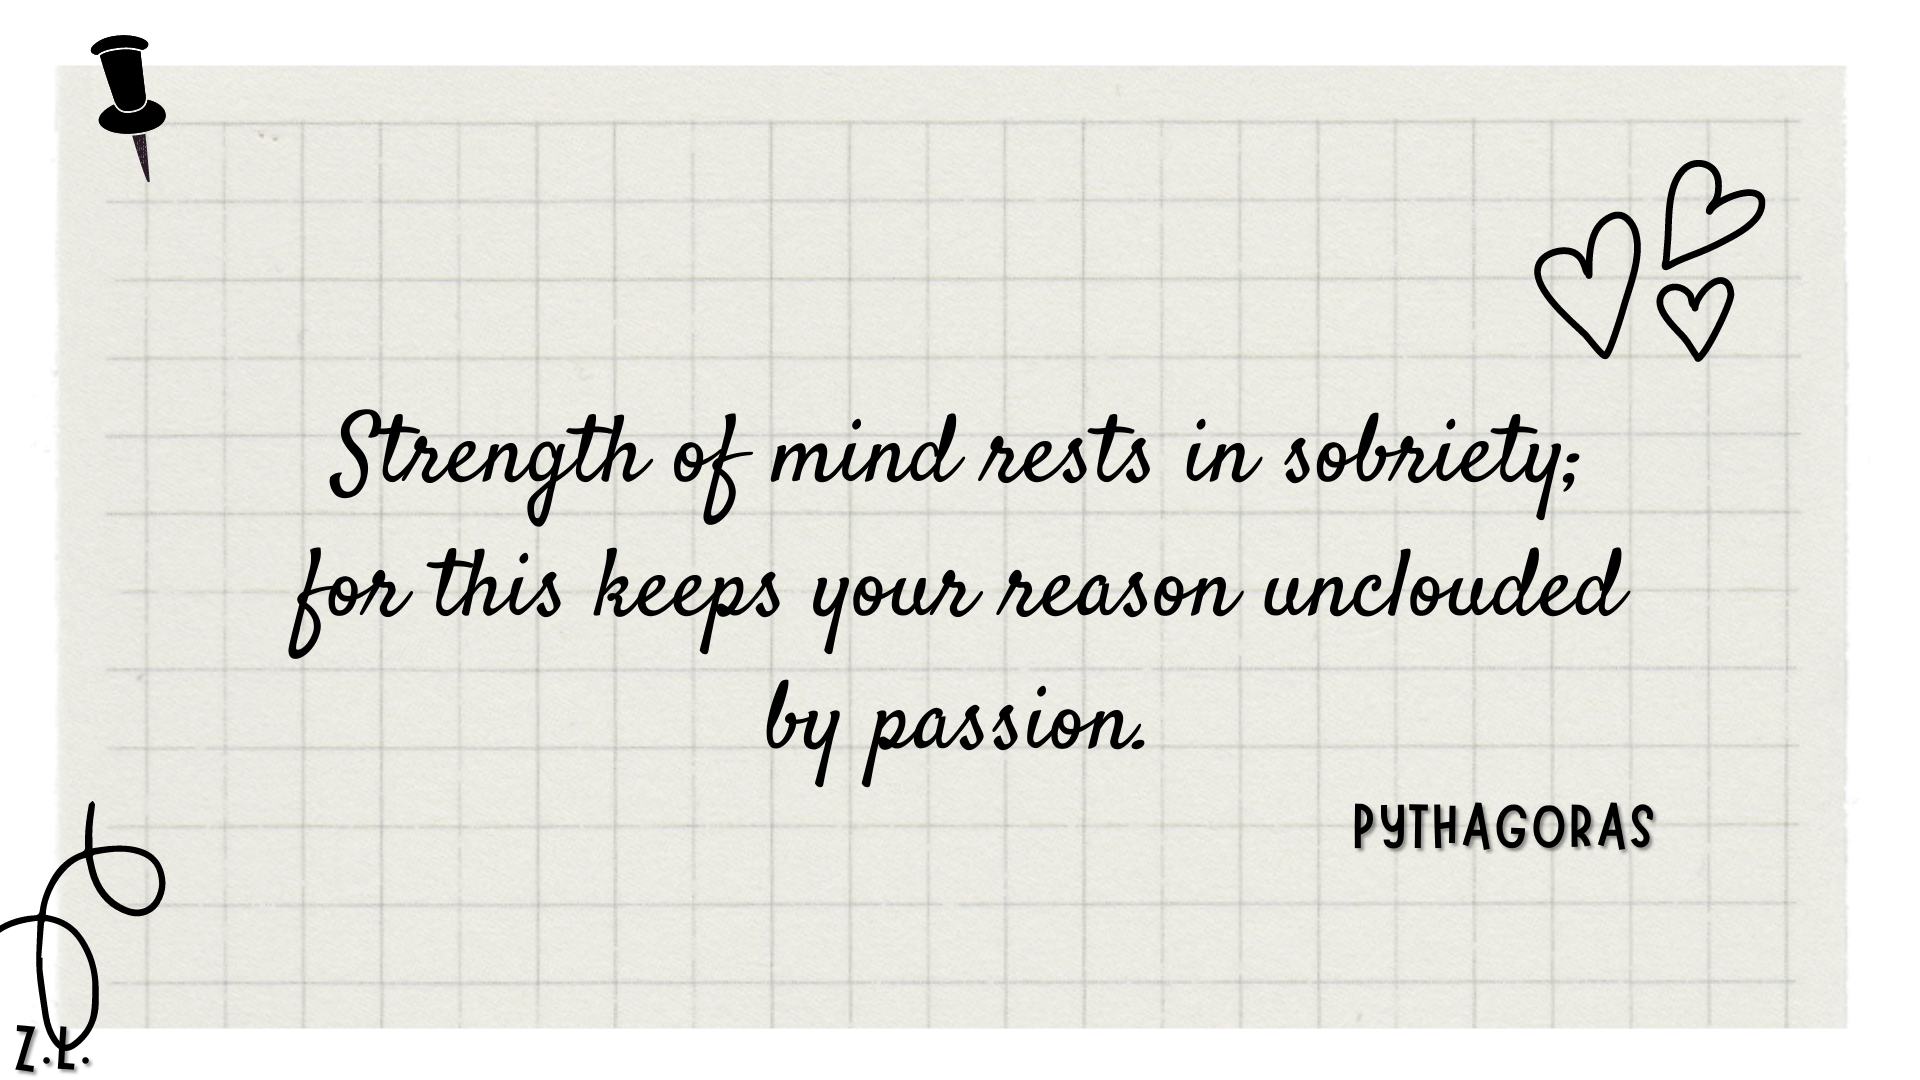 Strength of mind rests in sobriety;
for this keeps your reason unclouded
by passion.
PYTHAGORAS
Z.L.